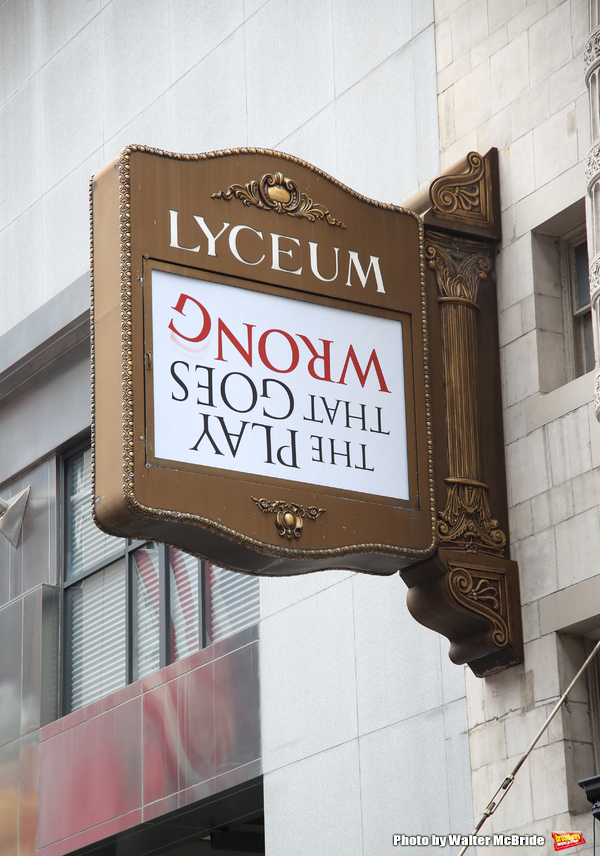 LYCEUM
THE PLAY
THAT GOES
WRONG
Photo by Walter McBride